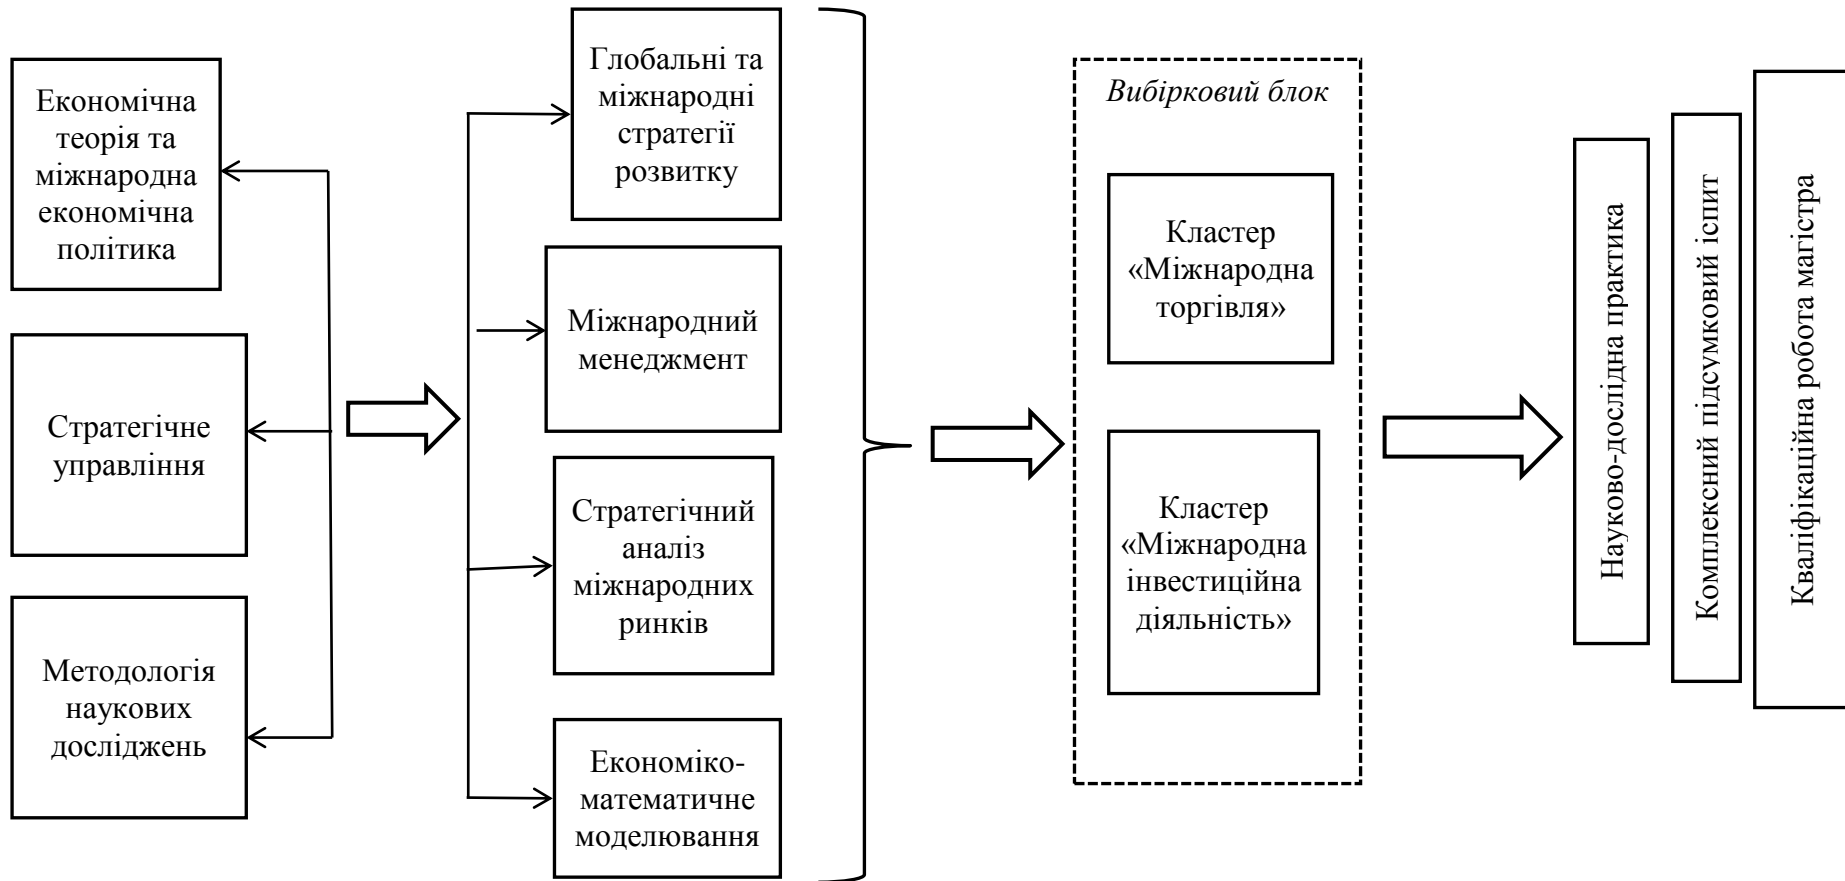 Економічна
теорія та
міжнародна
економічна
політика
Стратегічне
управління
Методологія
наукових
досліджень
Глобальні та
міжнародні
стратегії
розвитку
Міжнародний
менеджмент
Стратегічний
аналіз
міжнародних
ринків
Економіко-
математичне
моделювання
Вибірковий блок
Кластер
«Міжнародна
торгівля»
Кластер
«Міжнародна
інвестиційна
діяльність»
Науково-дослідна практика
Комплексний підсумковий іспит
Кваліфікаційна робота магістра